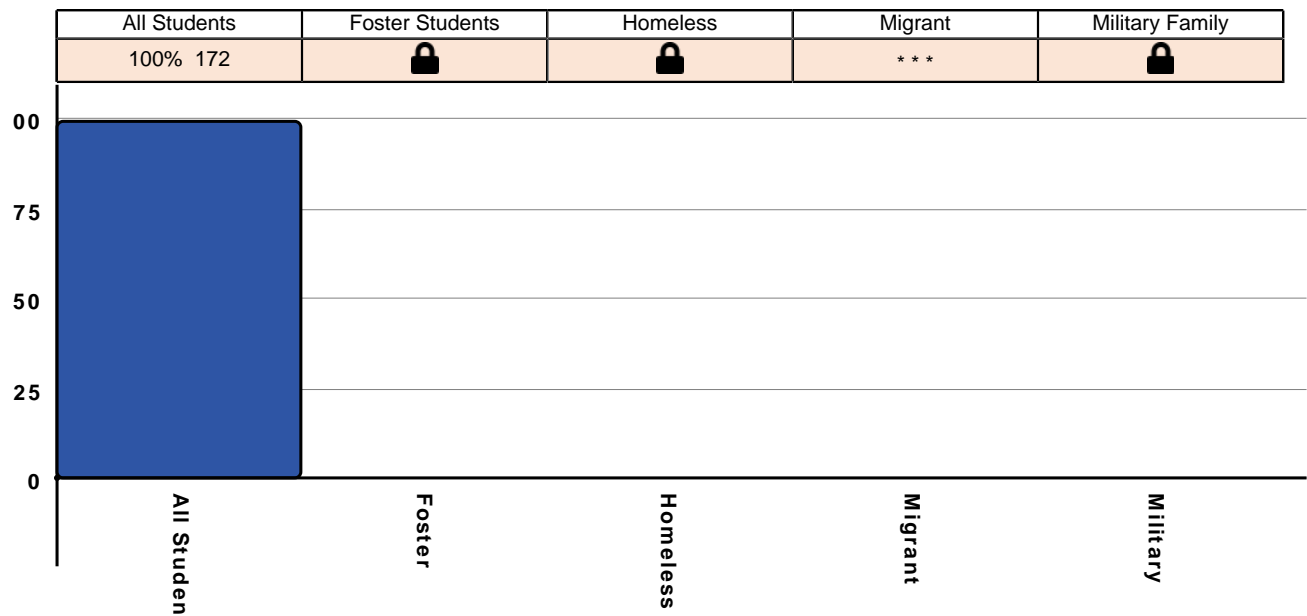 All Students Foster Students Homeless Migrant Military Family
100% 172 * * *
00
75
50
25
0
All Studen
Foster
Homeless
Migrant
Military